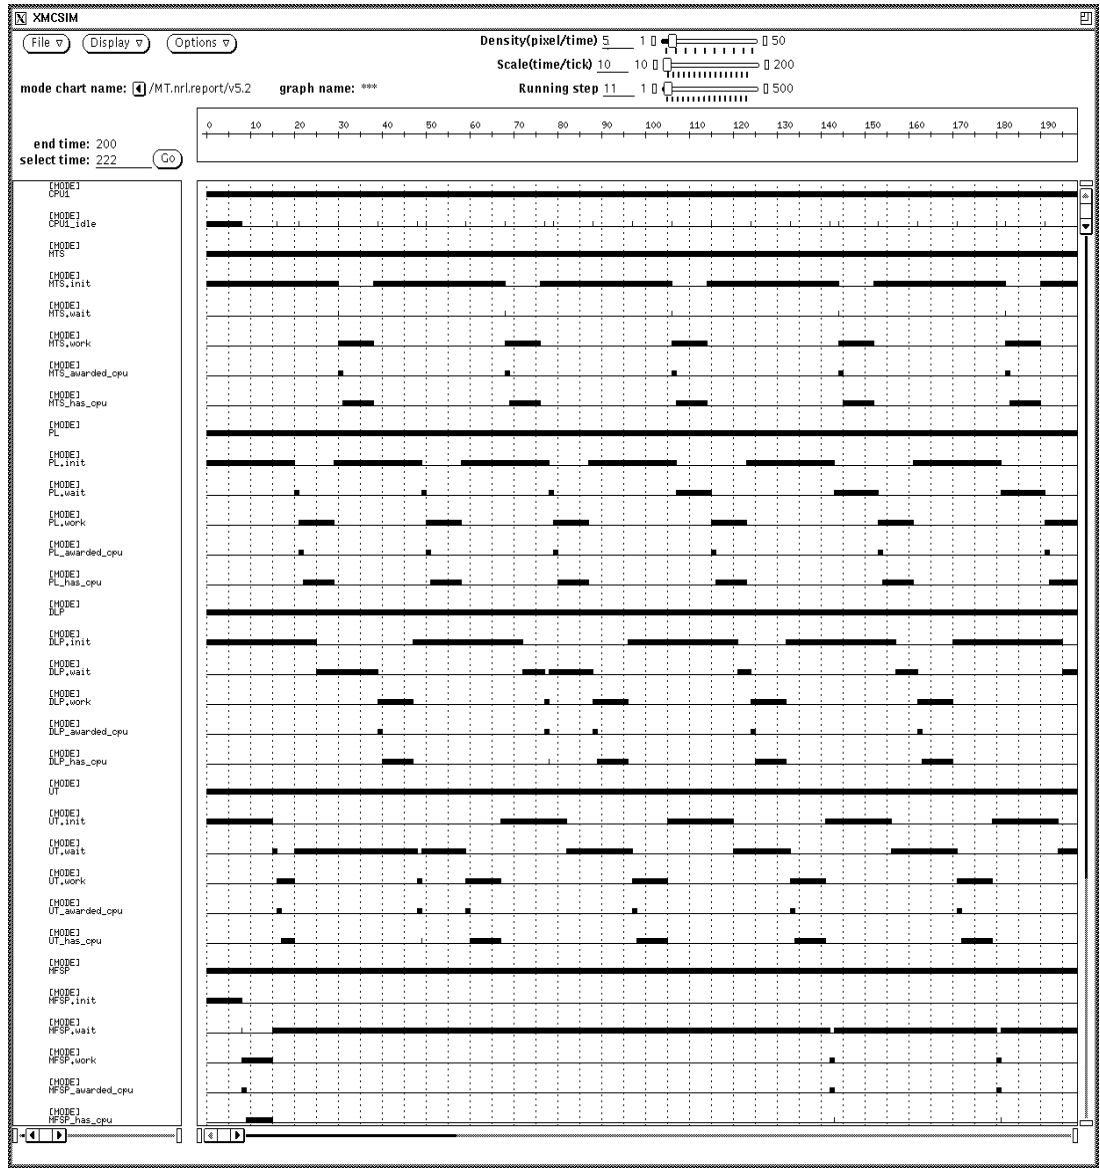 XMCSIM
File ▽ Display ▽ Options ▽
Density(pixel/time) 5 1 50
Scale(time/tick) 10 10 200
mode chart name: /MT.nrl.report/v5.2 graph name: *** Running step 11 1 500
0 10 20 30 40 50 60 70 80 90 100 110 120 130 140 150 160 170 180 190
end time: 200
select time: 222 Go
[MODE]
CPU1
[MODE]
CPU1_idle
[MODE]
MTS
[MODE]
MTS.init
[MODE]
MTS.wait
[MODE]
MTS.work
[MODE]
MTS_awarded_cpu
[MODE]
MTS_has_cpu
[MODE]
PL
[MODE]
PL.init
[MODE]
PL.wait
[MODE]
PL.work
[MODE]
PL_awarded_cpu
[MODE]
PL_has_cpu
[MODE]
DLP
[MODE]
DLP.init
[MODE]
DLP.wait
[MODE]
DLP.work
[MODE]
DLP_awarded_cpu
[MODE]
DLP_has_cpu
[MODE]
UT
[MODE]
UT.init
[MODE]
UT.wait
[MODE]
UT.work
[MODE]
UT_awarded_cpu
[MODE]
UT_has_cpu
[MODE]
MFSP
[MODE]
MFSP.init
[MODE]
MFSP.wait
[MODE]
MFSP.work
[MODE]
MFSP_awarded_cpu
[MODE]
MFSP_has_cpu